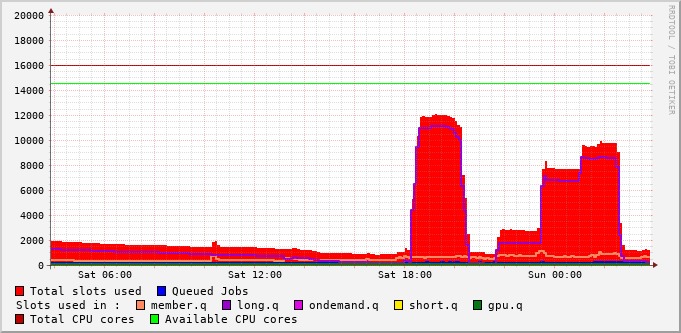 20000
18000
16000
14000
12000
10000
8000
6000
4000
2000
0
Sat 06:00 Sat 12:00 Sat 18:00 Sun 00:00
RRDTOOL / TOBI OETIKER
Total slots used Queued Jobs
Slots used in : member.q long.q ondemand.q short.q gpu.q
Total CPU cores Available CPU cores